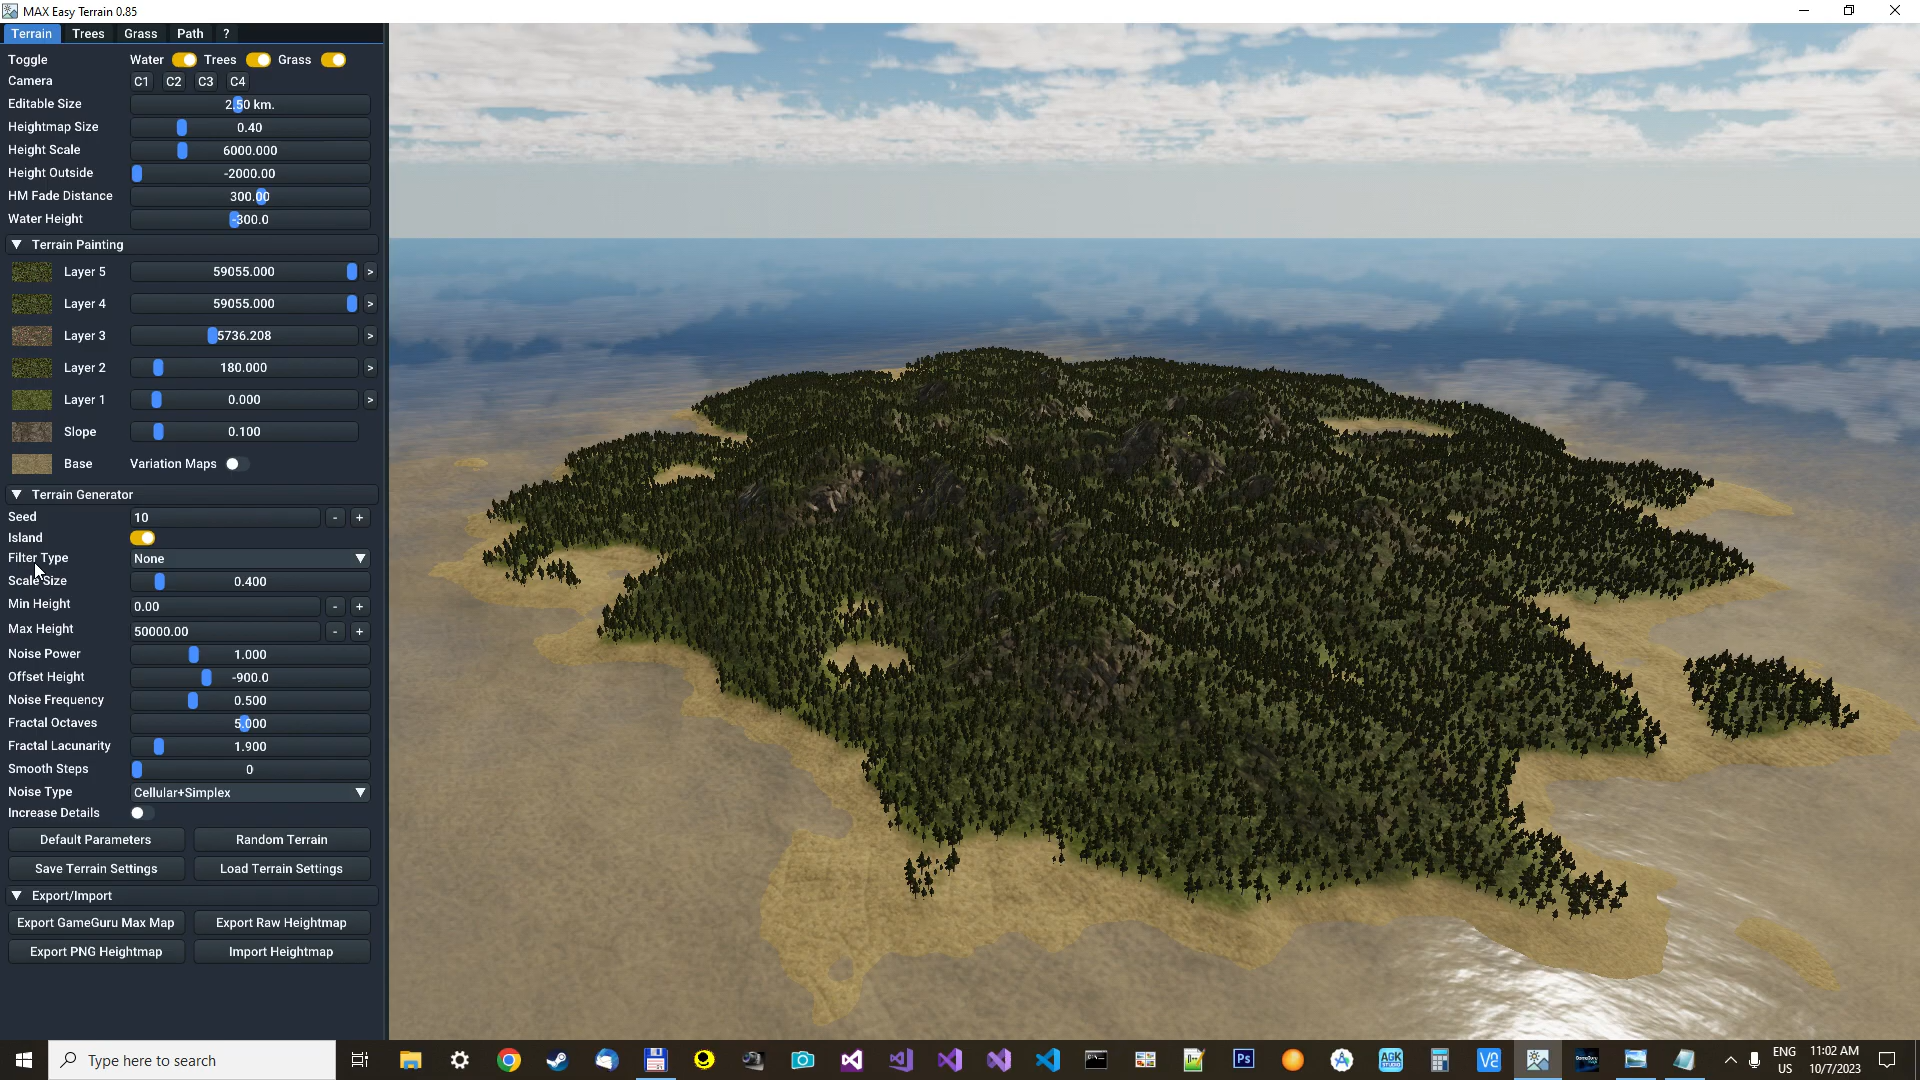 MAX Easy Terrain 0.85
Terrain Trees Grass Path ?
Toggle Water Trees Grass
Camera C1 C2 C3 C4
Editable Size 2.50 km.
Heightmap Size 0.40
Height Scale 6000.000
Height Outside -2000.00
HM Fade Distance 300.00
Water Height -300.0
Terrain Painting
Layer 5 59055.000 >
Layer 4 59055.000 >
Layer 3 5736.208 >
Layer 2 180.000 >
Layer 1 0.000 >
Slope 0.100
Base Variation Maps
Terrain Generator
Seed 10 - +
Island
Filter Type None
Scale Size 0.400
Min Height 0.00 - +
Max Height 50000.00 - +
Noise Power 1.000
Offset Height -900.0
Noise Frequency 0.500
Fractal Octaves 5.000
Fractal Lacunarity 1.900
Smooth Steps 0
Noise Type Cellular+Simplex
Increase Details
Default Parameters Random Terrain
Save Terrain Settings Load Terrain Settings
Export/Import
Export GameGuru Max Map Export Raw Heightmap
Export PNG Heightmap Import Heightmap
Type here to search
Ps
AGK
ENG
US
11:02 AM
10/7/2023